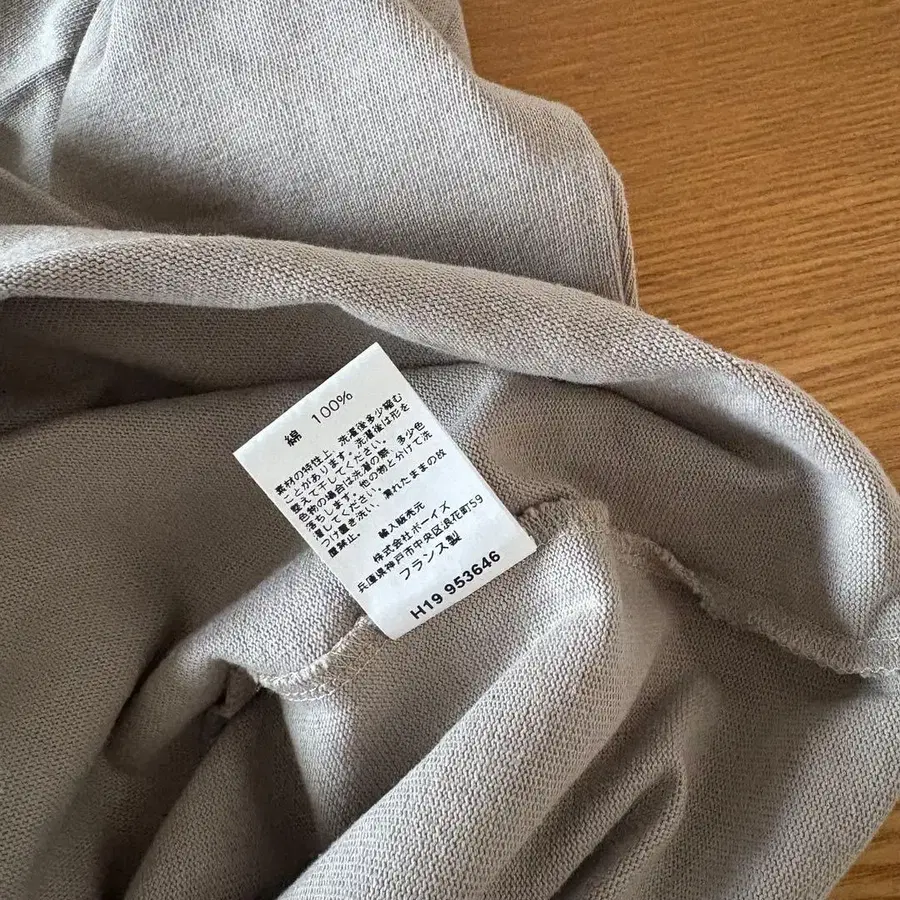 綿 100%
素材の特性上、洗濯後多少縮む
ことがあります。洗濯後は形を
整えて干してください。
色物の場合は洗濯の際、多少色
落ちします。他の物と分けて洗
濯してください。
つけ置き洗い、濡れたままの放
置禁止。
輸入販売元
株式会社ボーイズ
兵庫県神戸市中央区浪花町59
フランス製
H19 953646